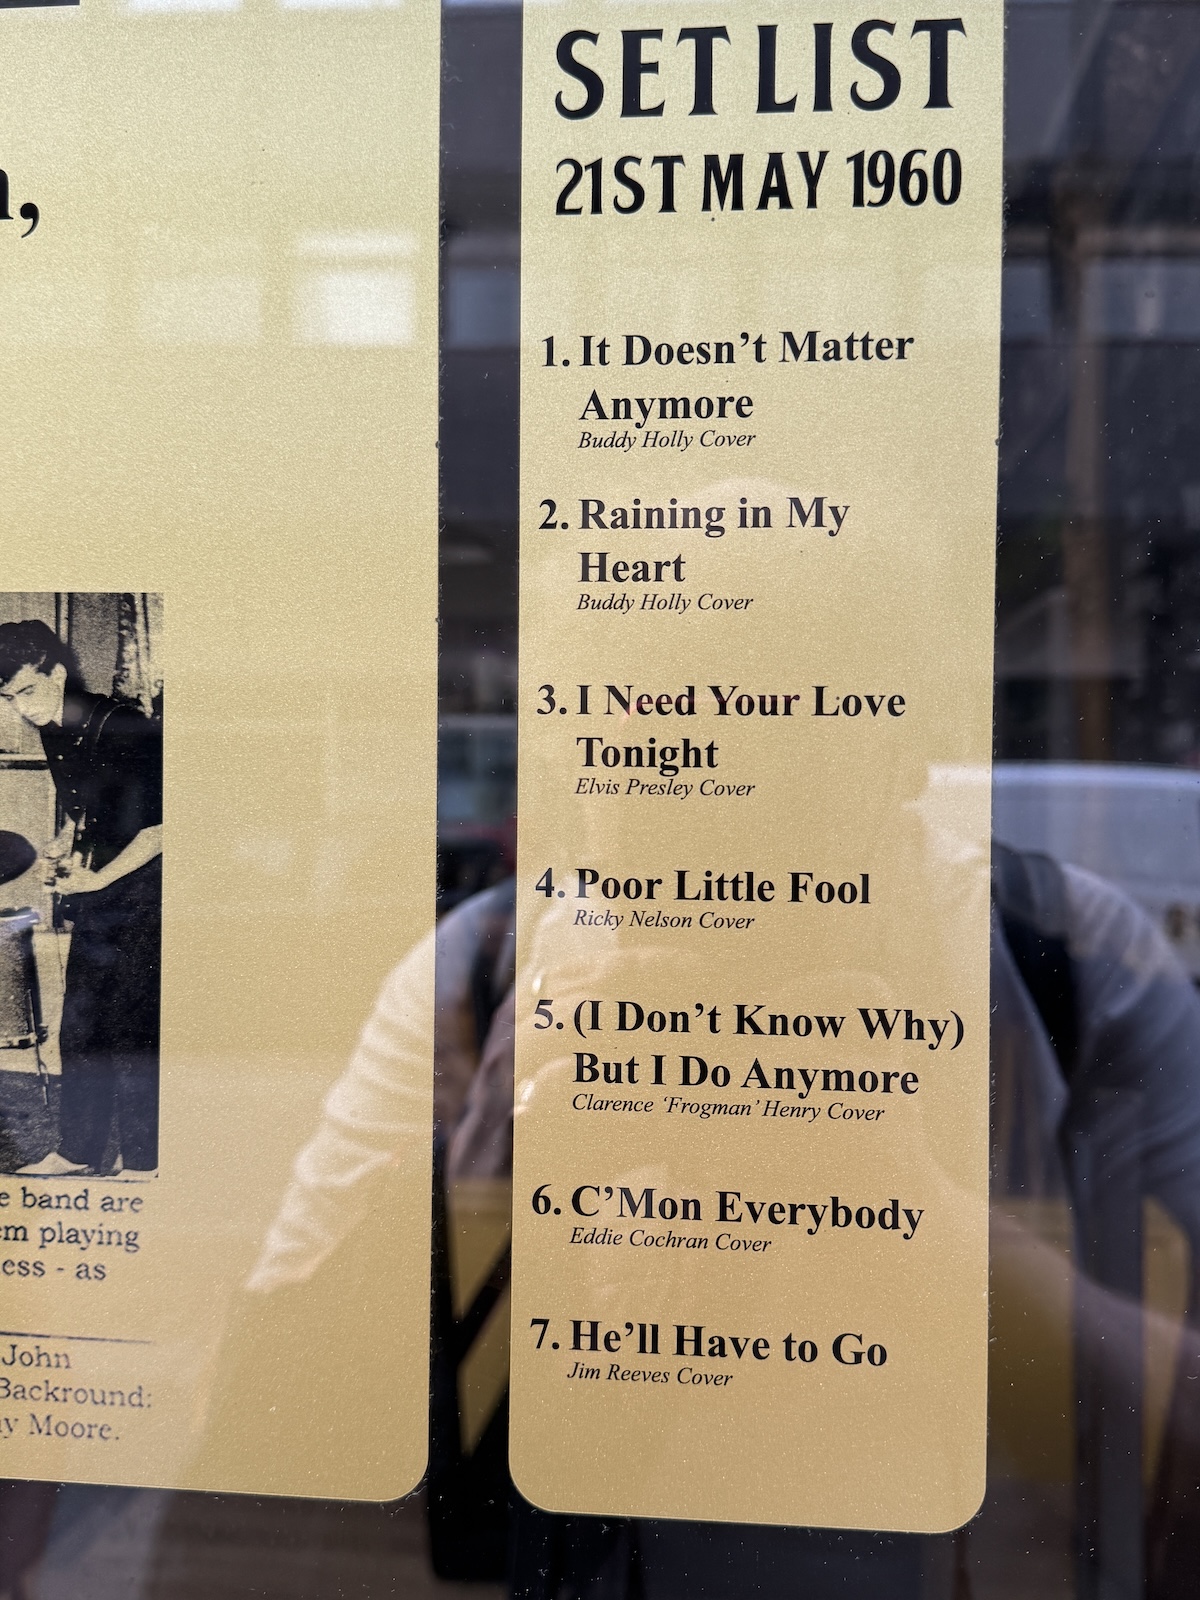 n,
e band are
em playing
ess - as
John
Backround:
y Moore.
SET LIST
21ST MAY 1960
1. It Doesn't Matter
Anymore
Buddy Holly Cover
2. Raining in My
Heart
Buddy Holly Cover
3. I Need Your Love
Tonight
Elvis Presley Cover
4. Poor Little Fool
Ricky Nelson Cover
5. (I Don't Know Why)
But I Do Anymore
Clarence ‘Frogman’ Henry Cover
6. C'Mon Everybody
Eddie Cochran Cover
7. He'll Have to Go
Jim Reeves Cover